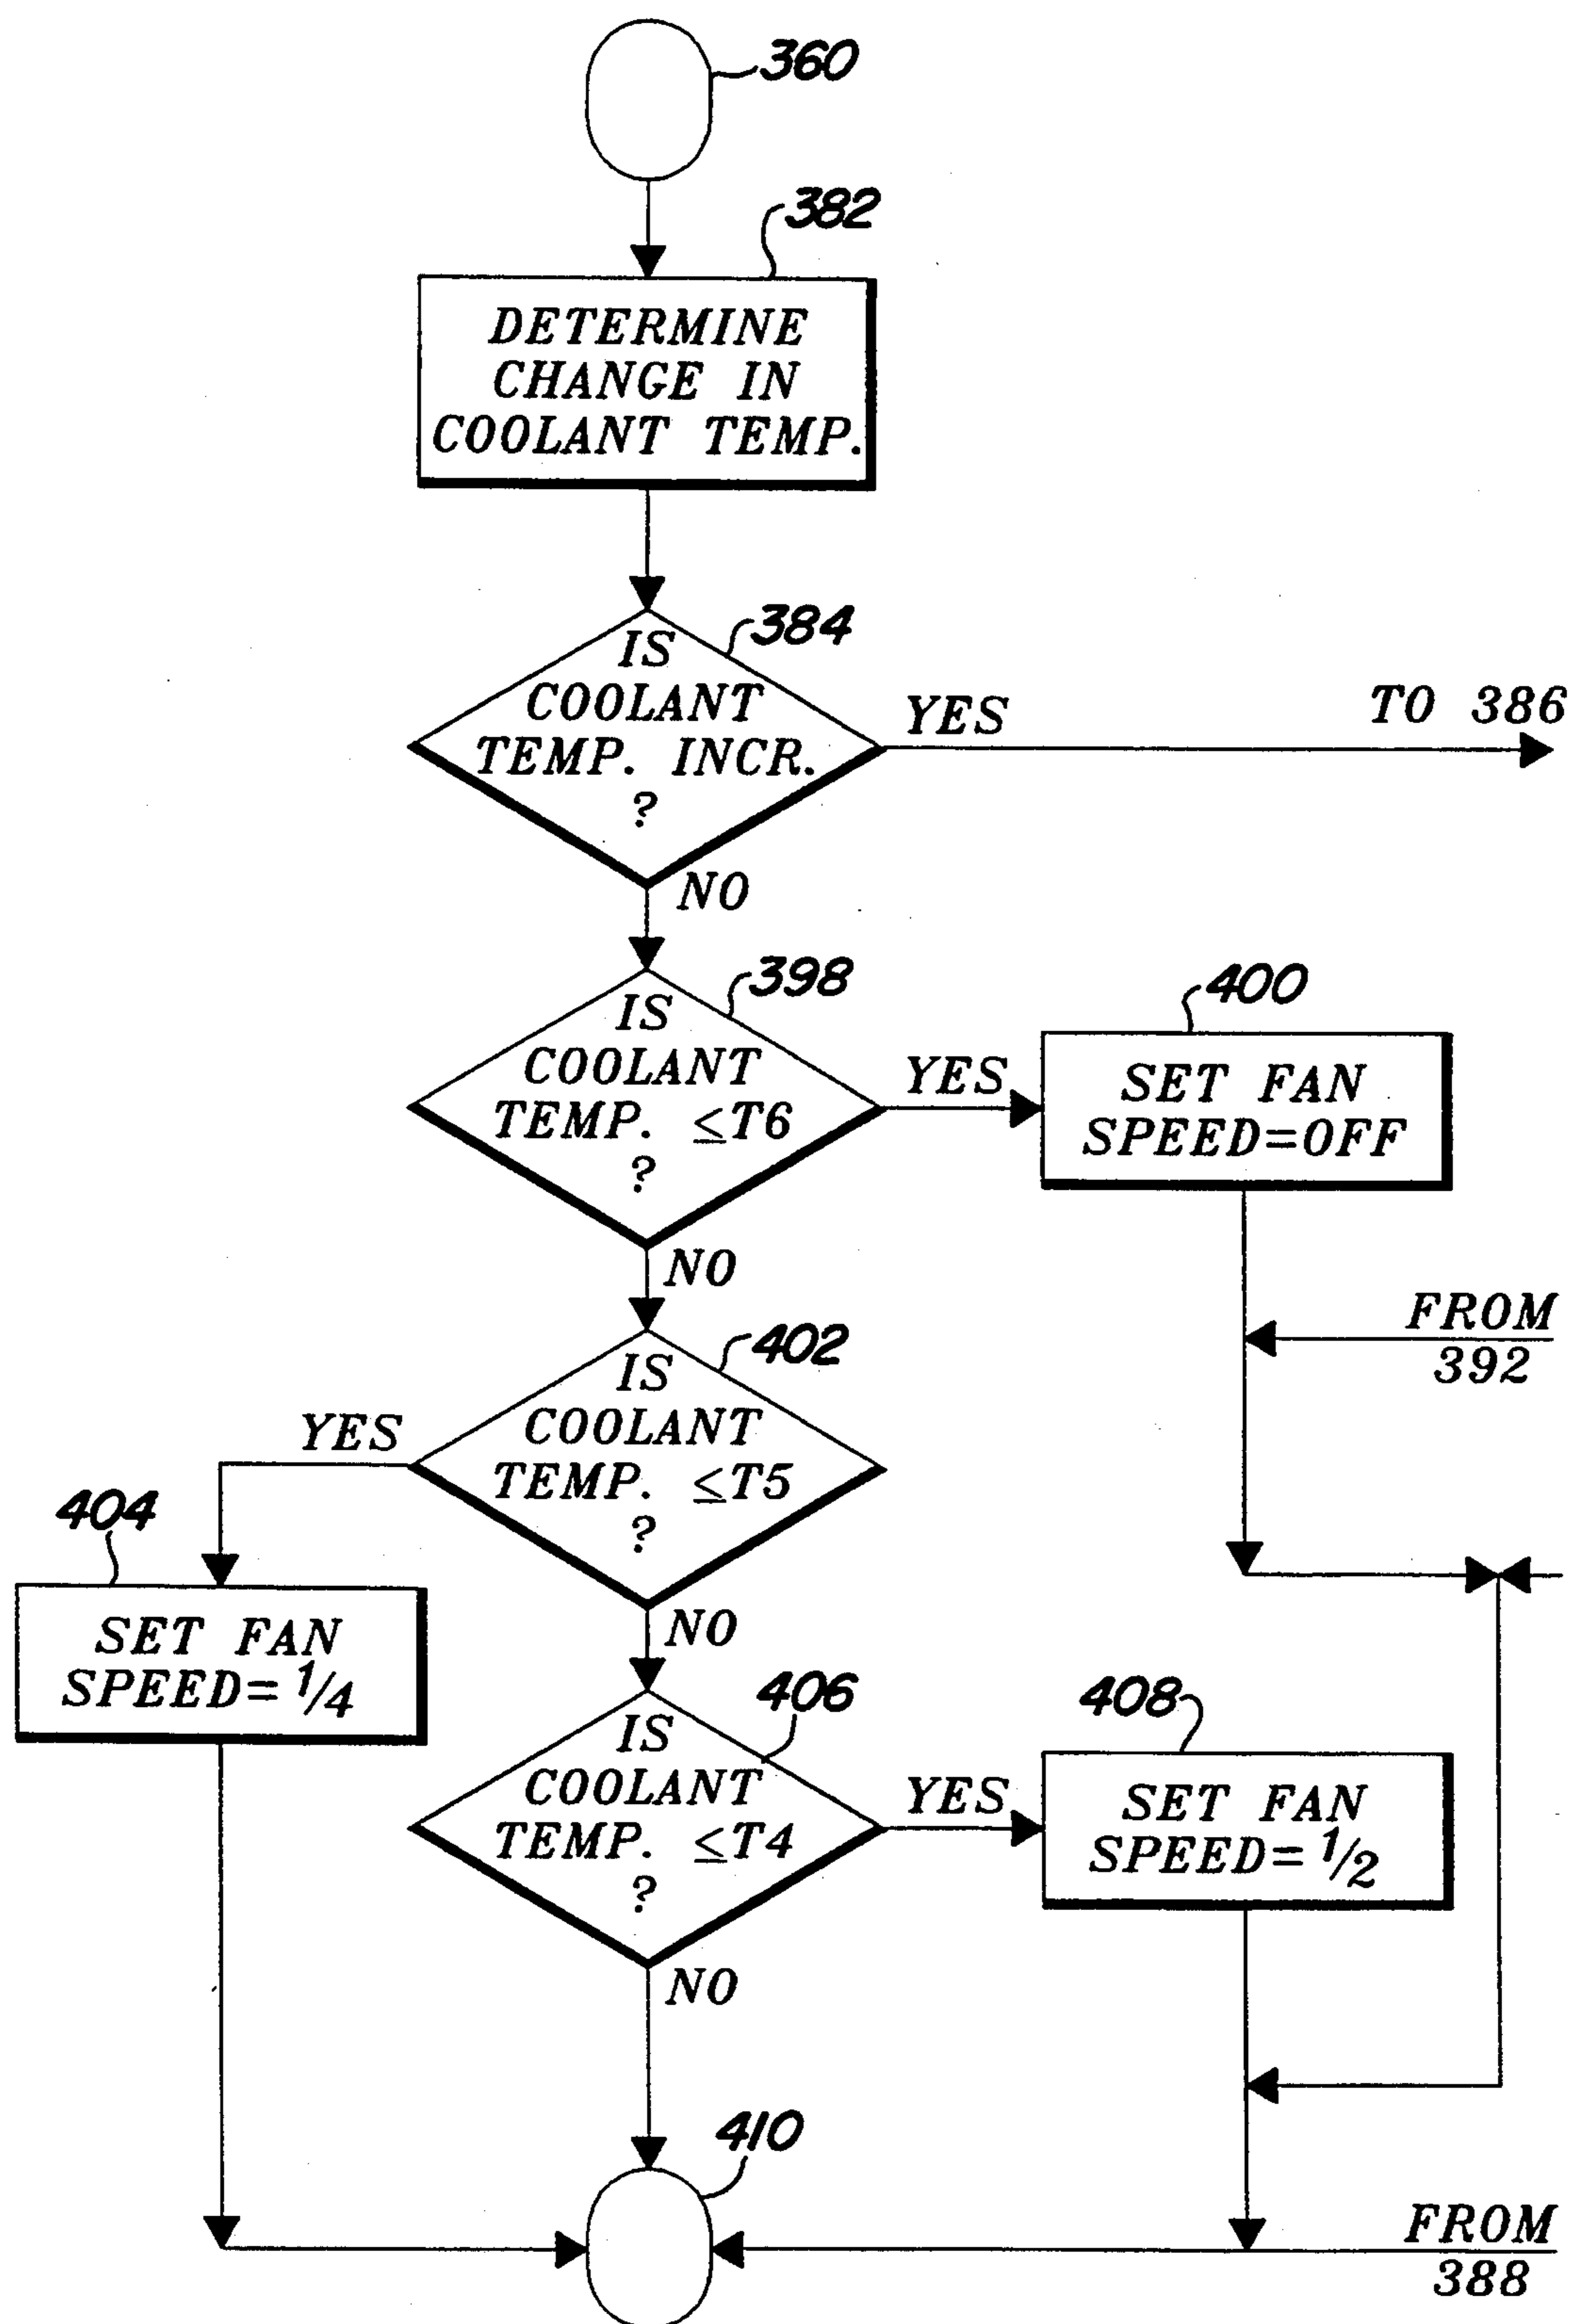 360
382
DETERMINE
CHANGE IN
COOLANT TEMP.
384
IS
COOLANT
TEMP. INCR.
?
YES
TO 386
NO
398
IS
COOLANT
TEMP. ≤T6
?
YES
400
SET FAN
SPEED=OFF
NO
FROM
392
402
IS
COOLANT
TEMP. ≤T5
?
YES
404
SET FAN
SPEED=1/4
NO
406
IS
COOLANT
TEMP. ≤T4
?
YES
408
SET FAN
SPEED=1/2
NO
410
FROM
388